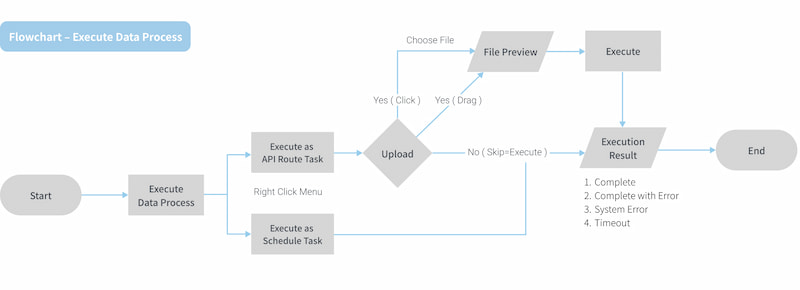 Flowchart – Execute Data Process
Choose File
File Preview
Execute
Yes ( Click )
Yes ( Drag )
Execute as
API Route Task
Upload
No ( Skip=Execute )
Execution
Result
End
Start
Execute
Data Process
Right Click Menu
1. Complete
2. Complete with Error
3. System Error
4. Timeout
Execute as
Schedule Task